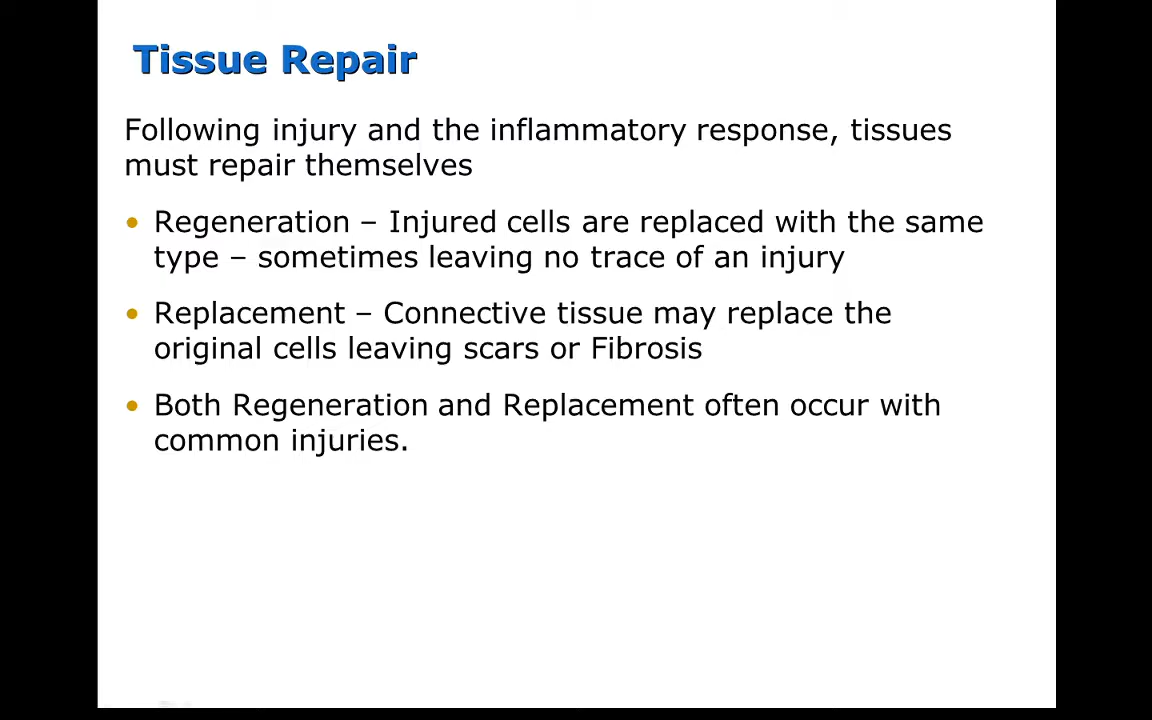 Tissue Repair
Following injury and the inflammatory response, tissues
must repair themselves
• Regeneration – Injured cells are replaced with the same
type – sometimes leaving no trace of an injury
• Replacement – Connective tissue may replace the
original cells leaving scars or Fibrosis
• Both Regeneration and Replacement often occur with
common injuries.